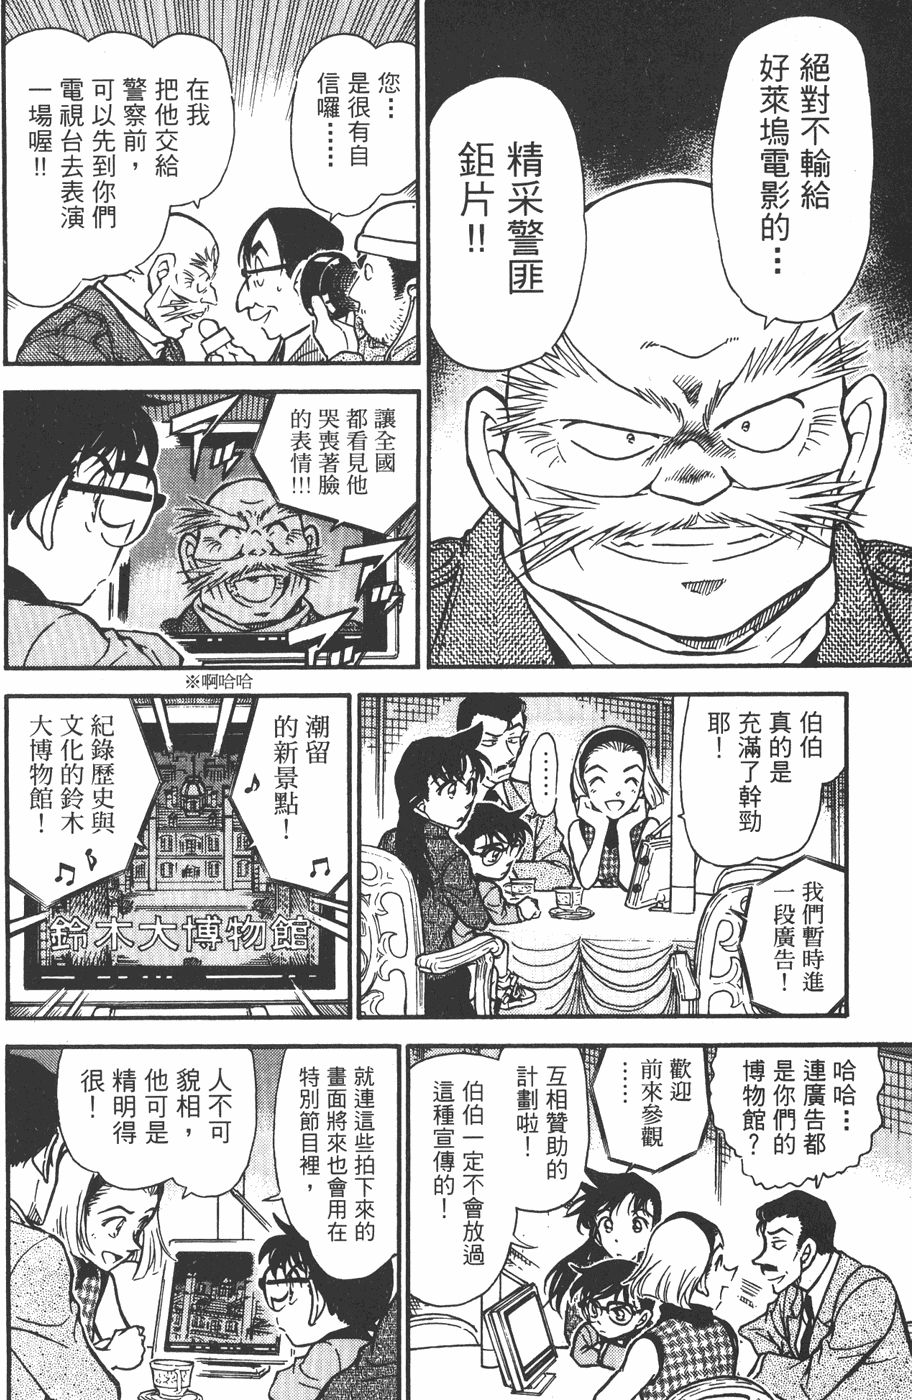 絕對不輸給
好萊塢電影的…
精采警匪
鉅片!!
您…
是很有自
信囉……
在我
把他交給
警察前，
可以先到你們
電視台去表演
一場喔!!
讓全國
都看見他
哭喪著臉
的表情!!!
ハハハハ
※啊哈哈
伯伯
真的是
充滿了幹勁
耶！
……
我們暫時進
一段廣告！
潮留
的新景點！
紀錄歷史與
文化的鈴木
大博物館！
鈴木大博物館
哈哈…
連廣告都
是你們的
博物館？
歡迎
前來參觀
……
互相贊助的
計劃啦！
伯伯一定不會放過
這種宣傳的！
就連這些拍下來的
畫面將來也會用在
特別節目裡，
人不可
貌相，
他可是
精明得
很！